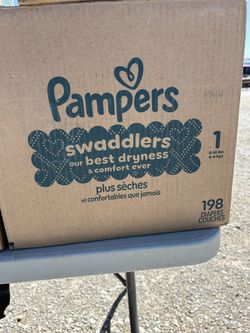 Pampers
swaddlers
our best dryness
& comfort ever
plus sèches
et confortables que jamais
1
198
DIAPERS
COUCHES